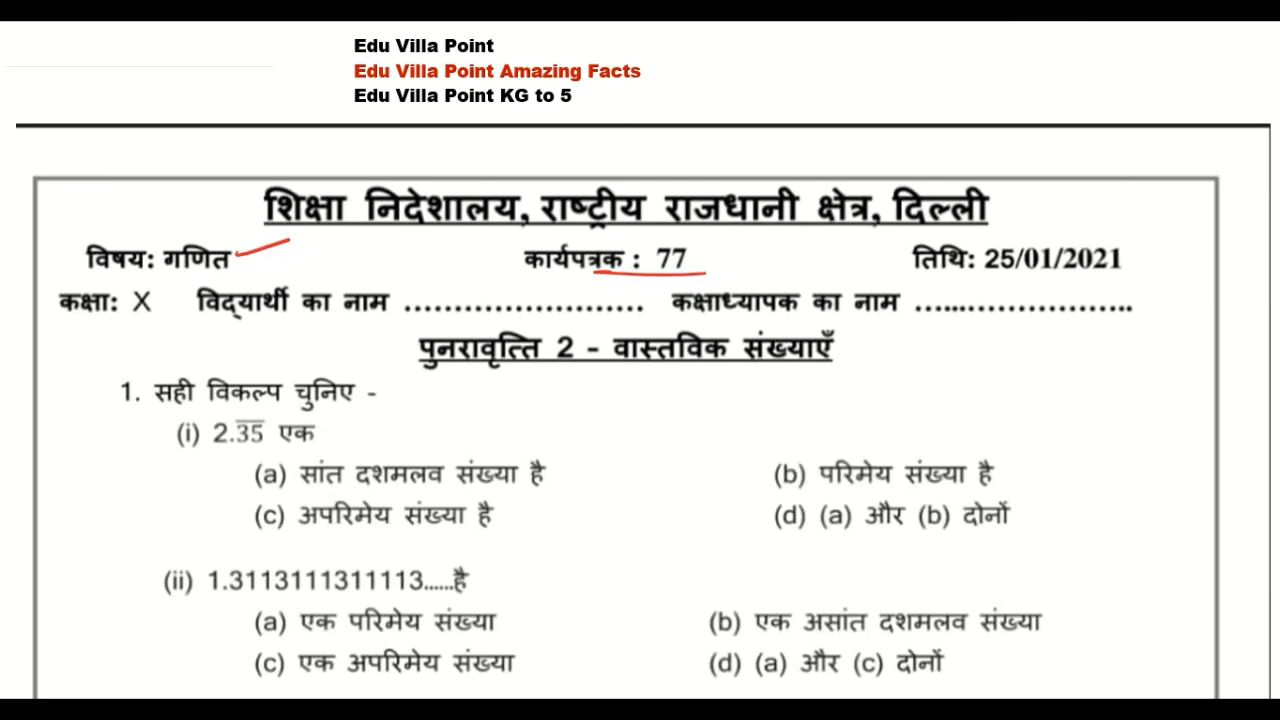 Edu Villa Point
Edu Villa Point Amazing Facts
Edu Villa Point KG to 5
शिक्षा निदेशालय, राष्ट्रीय राजधानी क्षेत्र, दिल्ली
विषय: गणित कार्यपत्रक : 77 तिथि: 25/01/2021
कक्षा: X विद्यार्थी का नाम ........................ कक्षाध्यापक का नाम ......................
पुनरावृत्ति 2 - वास्तविक संख्याएँ
1. सही विकल्प चुनिए -
(i) 2.3̅5̅ एक
(a) सांत दशमलव संख्या है (b) परिमेय संख्या है
(c) अपरिमेय संख्या है (d) (a) और (b) दोनों
(ii) 1.3113111311113......है
(a) एक परिमेय संख्या (b) एक असांत दशमलव संख्या
(c) एक अपरिमेय संख्या (d) (a) और (c) दोनों